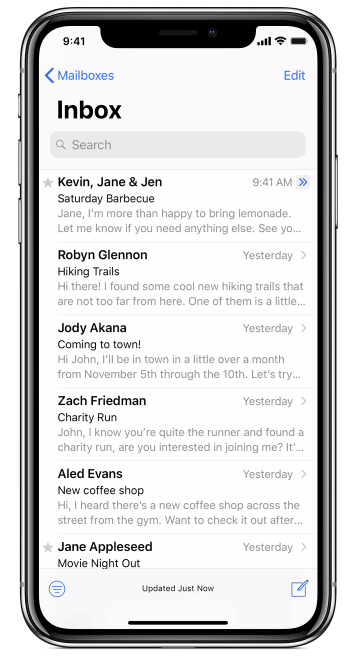 9:41
Mailboxes
Edit
Inbox
Search
Kevin, Jane & Jen
9:41 AM
Saturday Barbecue
Jane, I'm more than happy to bring lemonade.
Let me know if you need anything else. See yo...
Robyn Glennon
Yesterday
Hiking Trails
Hi there! I found some cool new hiking trails that
are not too far from here. One of them is a little...
Jody Akana
Yesterday
Coming to town!
Hi John, I'll be in town in a little over a month
from November 5th through the 10th. Let's try...
Zach Friedman
Yesterday
Charity Run
John, I know you're quite the runner and found a
charity run, are you interested in joining me? It'...
Aled Evans
Yesterday
New coffee shop
Hi, I heard there's a new coffee shop across the
street from the gym. Want to check it out after...
Jane Appleseed
Yesterday
Movie Night Out
Updated Just Now